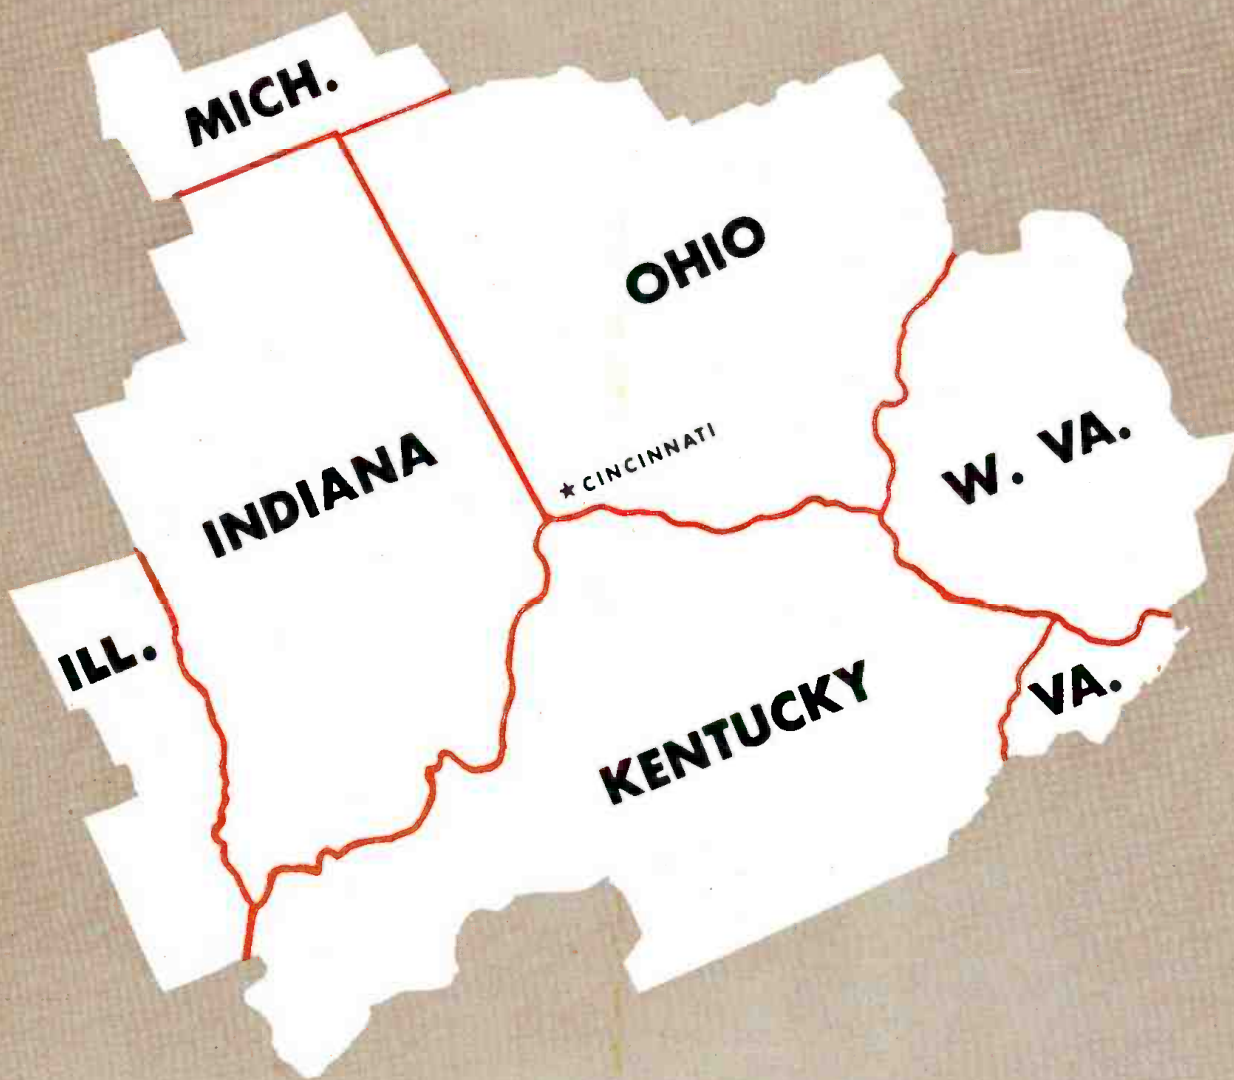 MICH.
OHIO
INDIANA
★ CINCINNATI
W. VA.
ILL.
KENTUCKY
VA.